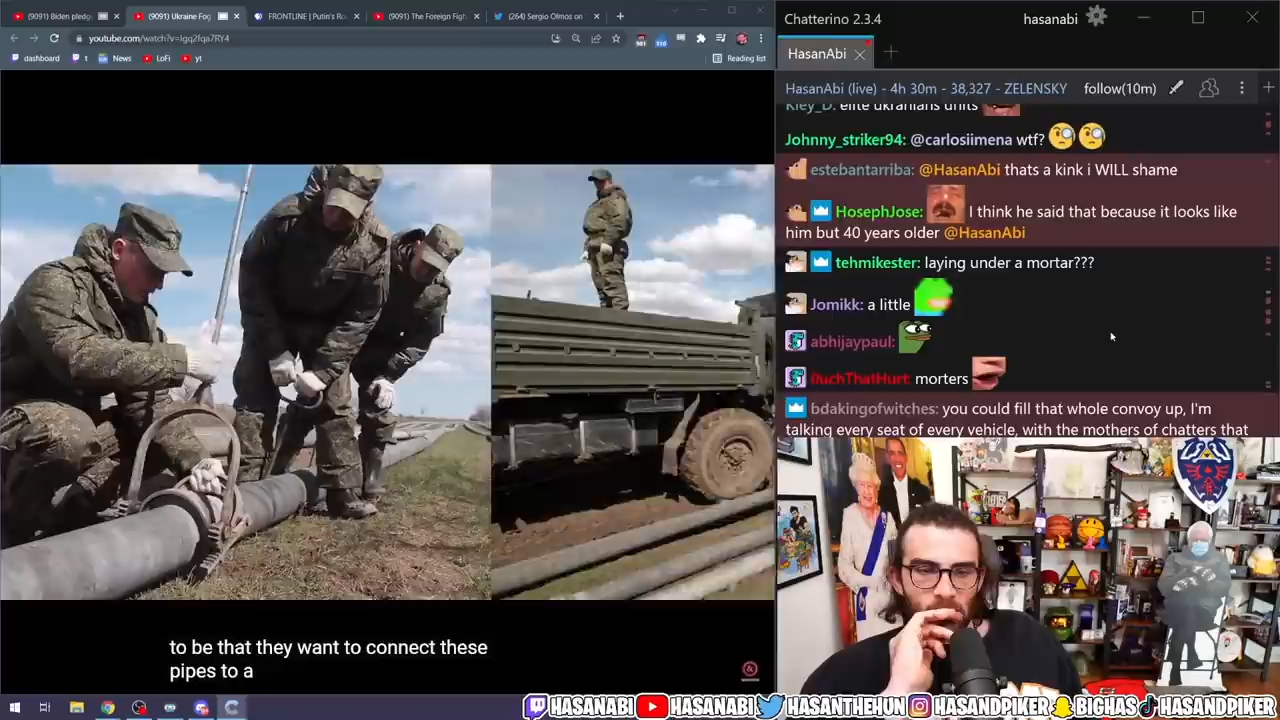 (9091) Biden pledg
(9091) Ukraine Fog
FRONTLINE | Putin's Ro
(9091) The Foreign Figh
(264) Sergio Olmos on
youtube.com/watch?v=Igq2fqa7RY4
dashboard
t
News
LoFi
yt
Reading list
to be that they want to connect these
pipes to a
Chatterino 2.3.4
hasanabi
HasanAbi
HasanAbi (live) - 4h 30m - 38,327 - ZELENSKY
follow(10m)
Kley_D: elite ukranians units
Johnny_striker94: @carlosiimena wtf?
estebantarriba: @HasanAbi thats a kink i WILL shame
HosephJose: I think he said that because it looks like
him but 40 years older @HasanAbi
tehmikester: laying under a mortar???
Jomikk: a little
abhijaypaul:
morters
bdakingofwitches: you could fill that whole convoy up, I'm
talking every seat of every vehicle, with the mothers of chatters that
HASANABI
HASANABI
HASANTHEHUN
HASANDPIKER
BIGHAS
HASANDPIKER